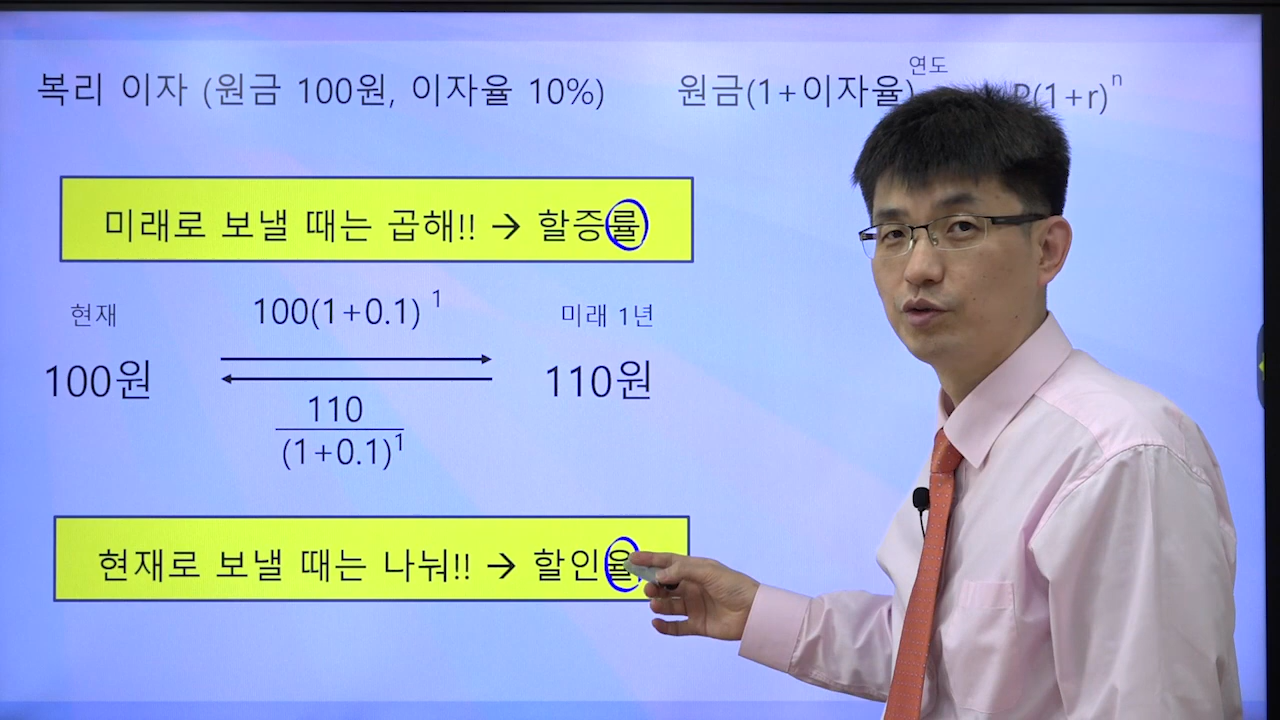 복리 이자 (원금 100원, 이자율 10%)
원금(1+이자율)^연도
P(1+r)^n
미래로 보낼 때는 곱해!! → 할증률
현재
100(1+0.1)^1
미래 1년
100원
110원
110
(1+0.1)^1
현재로 보낼 때는 나눠!! → 할인율